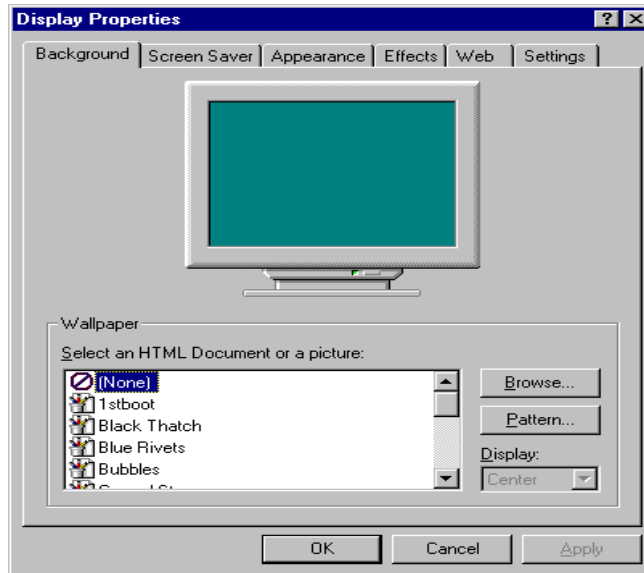 Display Properties
Background Screen Saver Appearance Effects Web Settings
Wallpaper
Select an HTML Document or a picture:
(None)
1stboot
Black Thatch
Blue Rivets
Bubbles
Browse...
Pattern...
Display:
Center
OK Cancel Apply